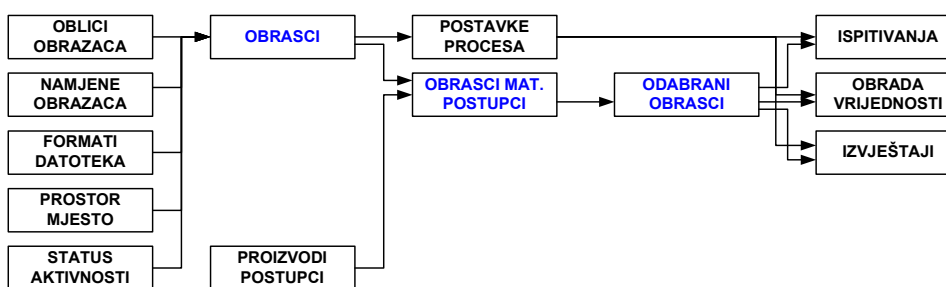 OBLICI
OBRAZACA
OBRASCI
POSTAVKE
PROCESA
ISPITIVANJA
NAMJENE
OBRAZACA
OBRASCI MAT.
POSTUPCI
ODABRANI
OBRASCI
OBRADA
VRIJEDNOSTI
FORMATI
DATOTEKA
IZVJEŠTAJI
PROSTOR
MJESTO
STATUS
AKTIVNOSTI
PROIZVODI
POSTUPCI